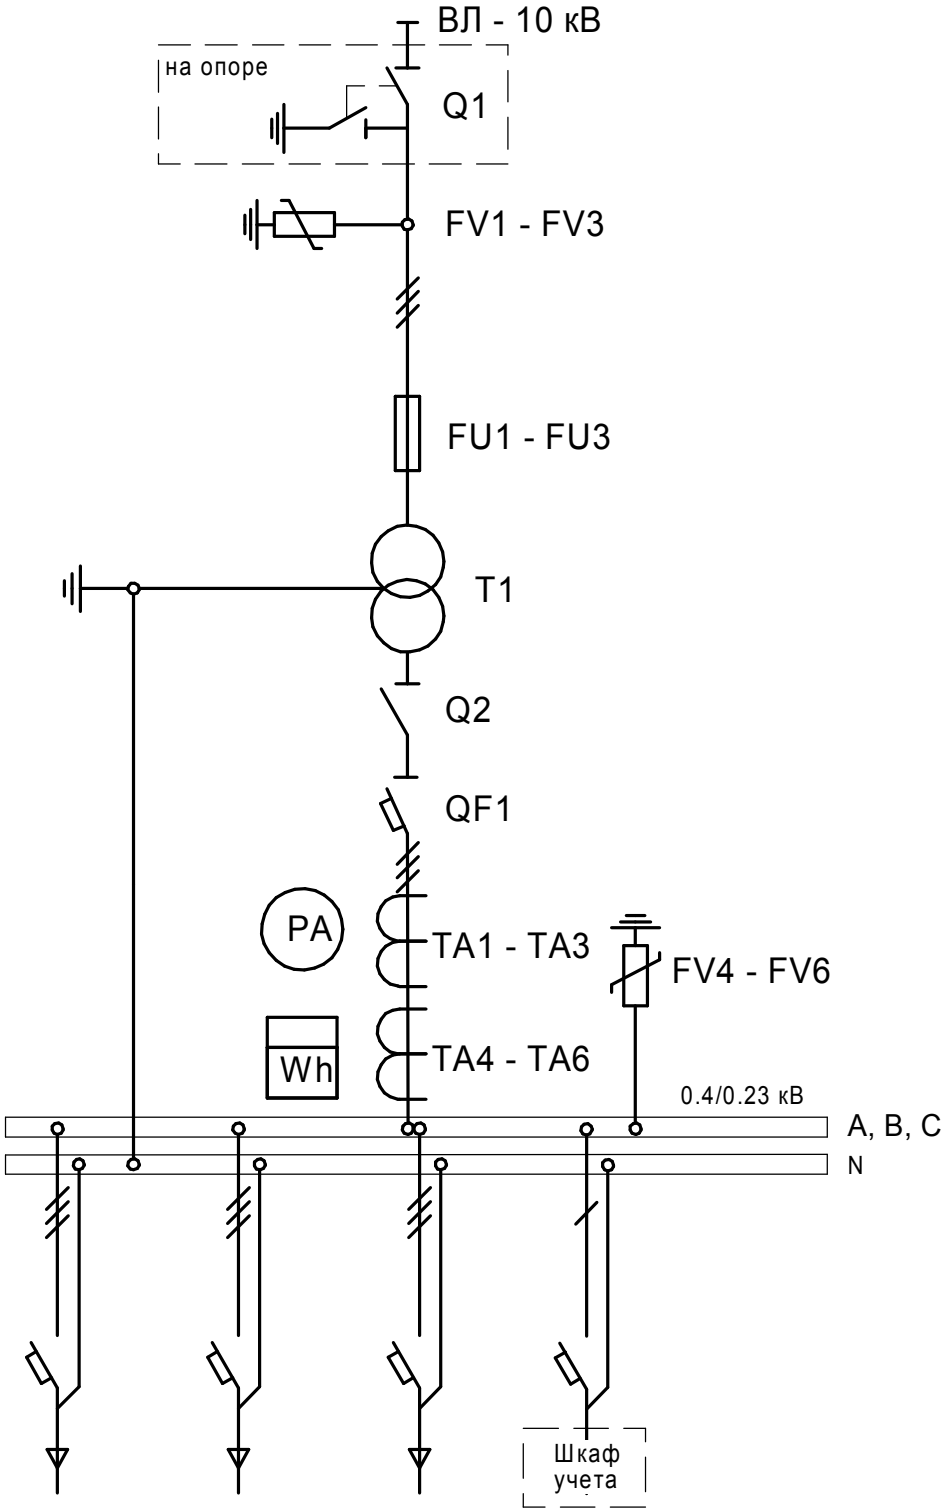 ВЛ - 10 кВ
на опоре
Q1
FV1 - FV3
FU1 - FU3
T1
Q2
QF1
PA
TA1 - TA3
FV4 - FV6
Wh
TA4 - TA6
0.4/0.23 кВ
A, B, C
N
Шкаф
учета